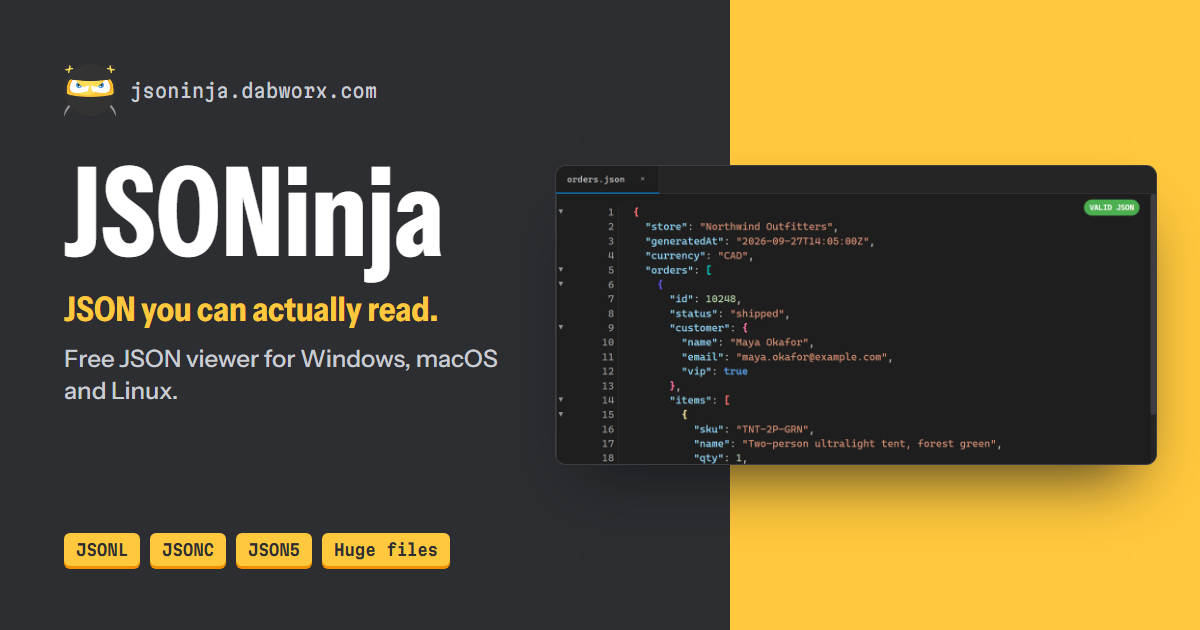 jsoninja.dabworx.com
JSONinja
JSON you can actually read.
Free JSON viewer for Windows, macOS
and Linux.
JSONL JSONC JSON5 Huge files
orders.json ×
VALID JSON
1 {
2 "store": "Northwind Outfitters",
3 "generatedAt": "2026-09-27T14:05:00Z",
4 "currency": "CAD",
5 "orders": [
6 {
7 "id": 10248,
8 "status": "shipped",
9 "customer": {
10 "name": "Maya Okafor",
11 "email": "maya.okafor@example.com",
12 "vip": true
13 },
14 "items": [
15 {
16 "sku": "TNT-2P-GRN",
17 "name": "Two-person ultralight tent, forest green",
18 "qty": 1,